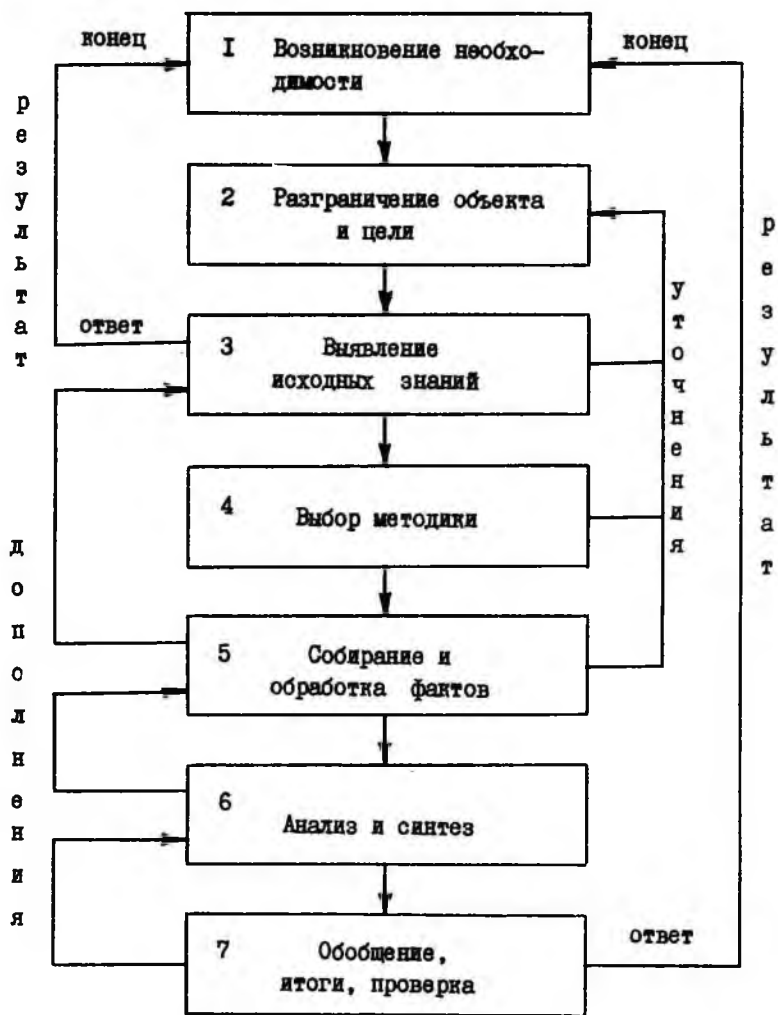 конец
конец
I Возникновение необхо-
димости
2 Разграничение объекта
и цели
ответ
3 Выявление
исходных знаний
4
Выбор методики
5 Собирание и
обработка фактов
6
Анализ и синтез
7 Обобщение,
итоги, проверка
ответ
результат
дополнения
уточнения
результат